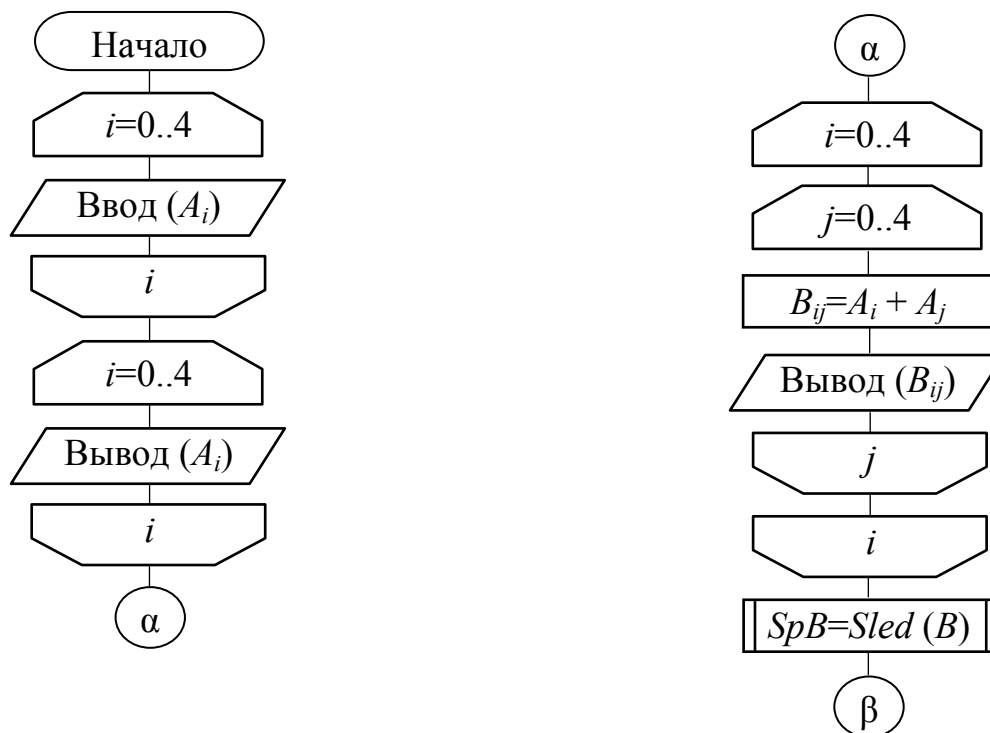 Начало
i=0..4
Ввод (Ai)
i
i=0..4
Вывод (Ai)
i
α
α
i=0..4
j=0..4
Bij=Ai + Aj
Вывод (Bij)
j
i
SpB=Sled (B)
β